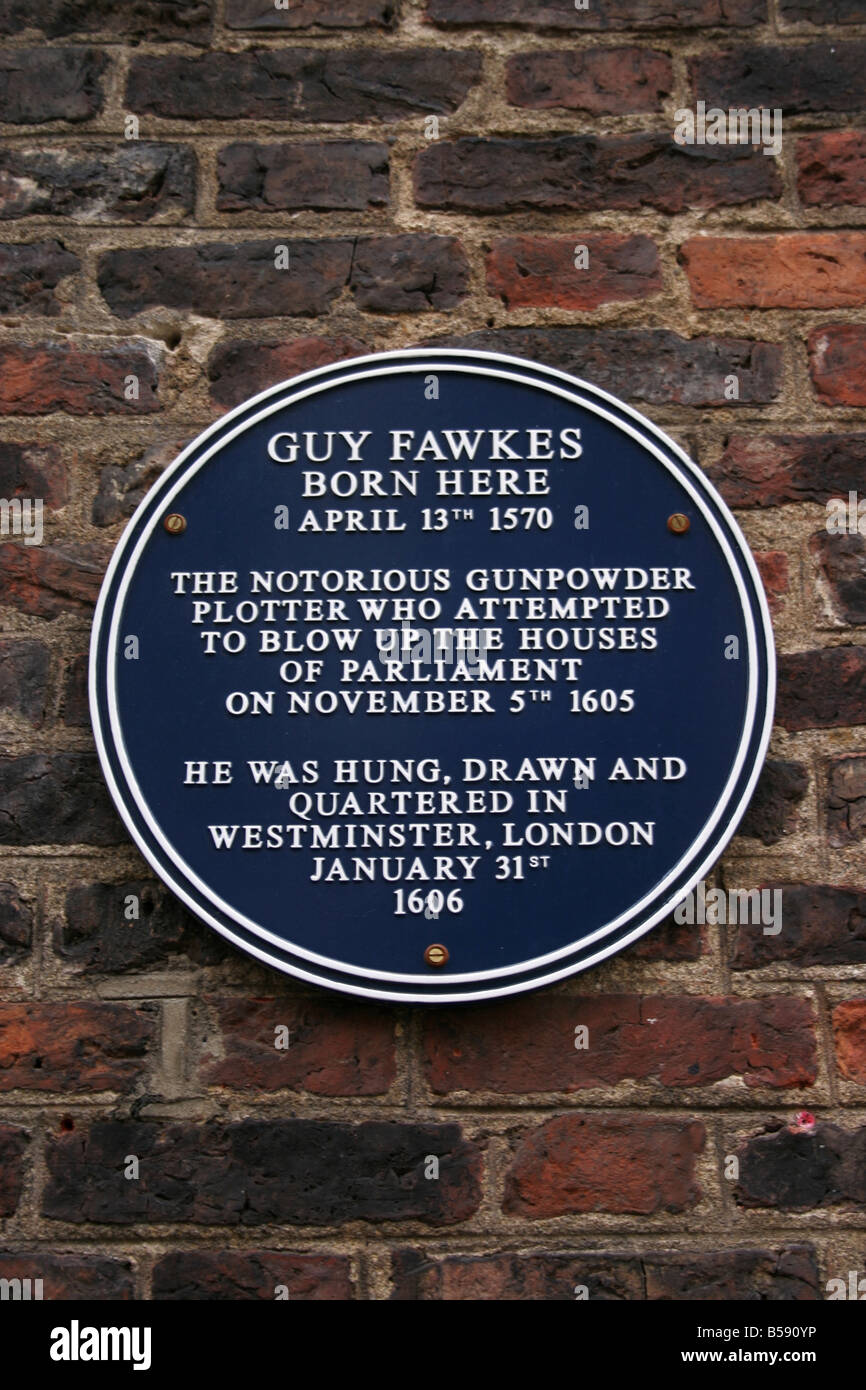 GUY FAWKES
BORN HERE
APRIL 13TH 1570
THE NOTORIOUS GUNPOWDER
PLOTTER WHO ATTEMPTED
TO BLOW UP THE HOUSES
OF PARLIAMENT
ON NOVEMBER 5TH 1605
HE WAS HUNG, DRAWN AND
QUARTERED IN
WESTMINSTER, LONDON
JANUARY 31ST
1606
alamy
Image ID: B590YP
www.alamy.com